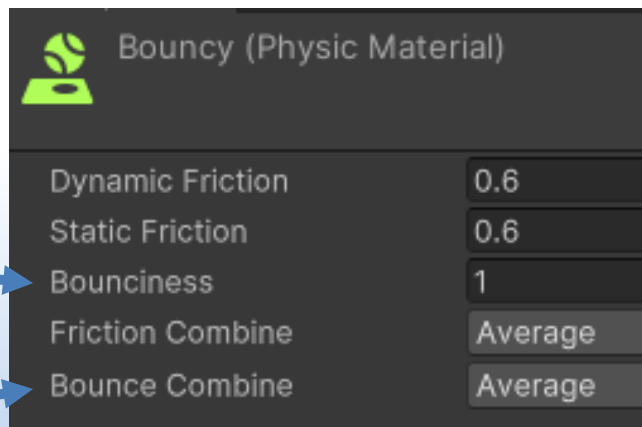 Bouncy (Physic Material)
Dynamic Friction 0.6
Static Friction 0.6
Bounciness 1
Friction Combine Average
Bounce Combine Average